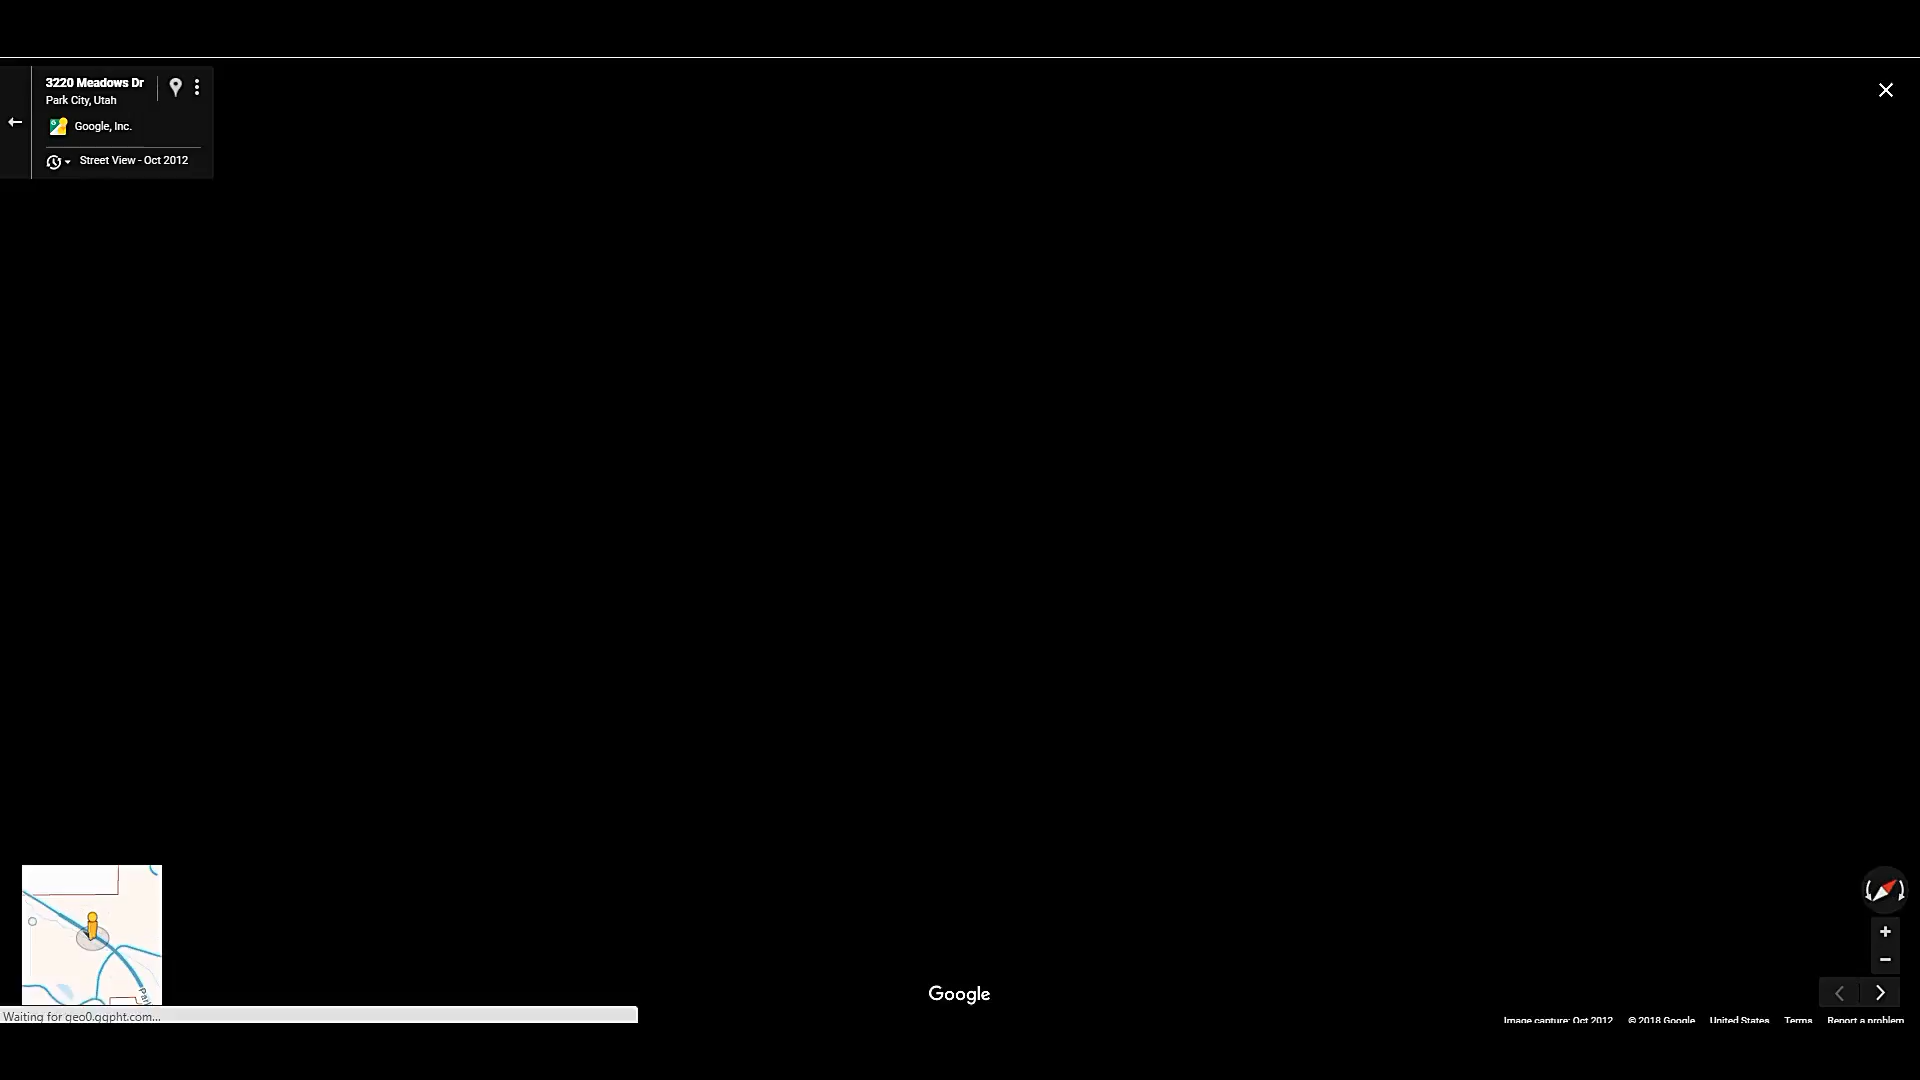 3220 Meadows Dr
Park City, Utah
Google, Inc.
Street View - Oct 2012
Google
Waiting for geo0.ggpht.com...
Image capture: Oct 2012 © 2018 Google United States Terms Report a problem